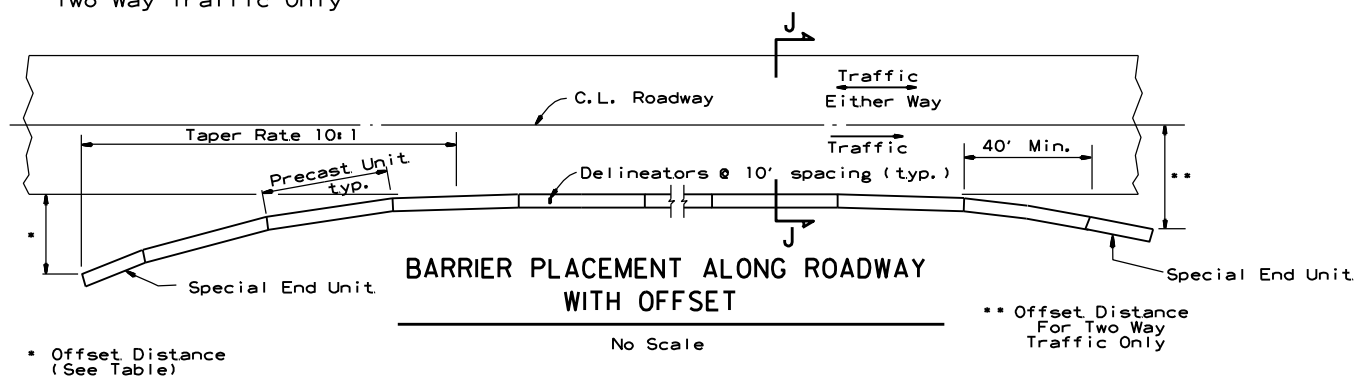 Two Way Traffic Only
J
Traffic
Either Way
C.L. Roadway
Taper Rate 10:1
Traffic
40' Min.
Precast Unit
typ.
Delineators @ 10' spacing (typ.)
**
*
J
Special End Unit
Special End Unit
BARRIER PLACEMENT ALONG ROADWAY
WITH OFFSET
No Scale
** Offset Distance
For Two Way
Traffic Only
* Offset Distance
(See Table)